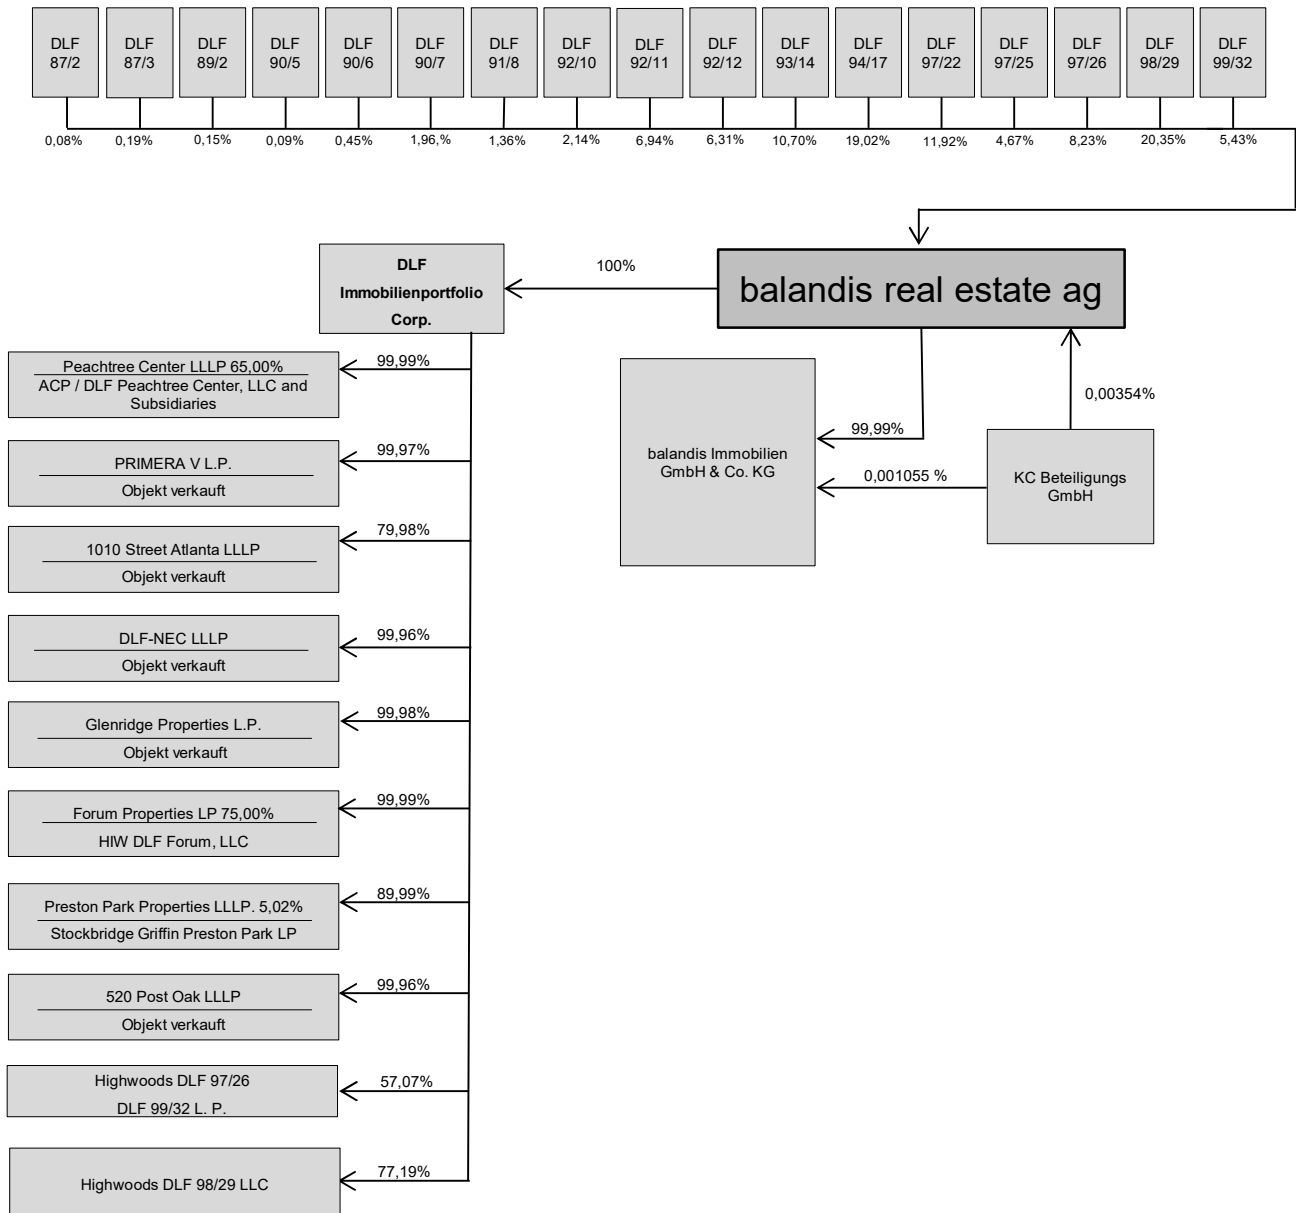 DLF
87/2
DLF
87/3
DLF
89/2
DLF
90/5
DLF
90/6
DLF
90/7
DLF
91/8
DLF
92/10
DLF
92/11
DLF
92/12
DLF
93/14
DLF
94/17
DLF
97/22
DLF
97/25
DLF
97/26
DLF
98/29
DLF
99/32
0,08%
0,19%
0,15%
0,09%
0,45%
1,96,%
1,36%
2,14%
6,94%
6,31%
10,70%
19,02%
11,92%
4,67%
8,23%
20,35%
5,43%
DLF
Immobilienportfolio
Corp.
100%
balandis real estate ag
Peachtree Center LLLP 65,00%
ACP / DLF Peachtree Center, LLC and
Subsidiaries
99,99%
PRIMERA V L.P.
Objekt verkauft
99,97%
1010 Street Atlanta LLLP
Objekt verkauft
79,98%
DLF-NEC LLLP
Objekt verkauft
99,96%
Glenridge Properties L.P.
Objekt verkauft
99,98%
Forum Properties LP 75,00%
HIW DLF Forum, LLC
99,99%
Preston Park Properties LLLP. 5,02%
Stockbridge Griffin Preston Park LP
89,99%
520 Post Oak LLLP
Objekt verkauft
99,96%
Highwoods DLF 97/26
DLF 99/32 L. P.
57,07%
Highwoods DLF 98/29 LLC
77,19%
balandis Immobilien
GmbH & Co. KG
99,99%
0,001055 %
0,00354%
KC Beteiligungs
GmbH